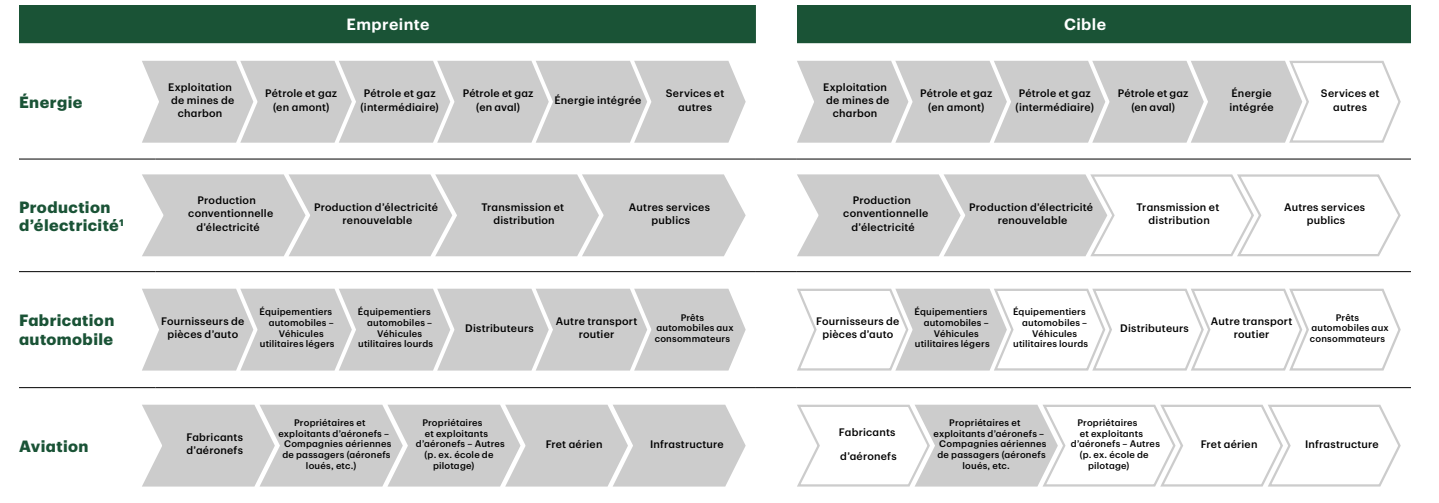 Empreinte
Cible
Énergie
Exploitation
de mines de
charbon
Pétrole et gaz
(en amont)
Pétrole et gaz
(intermédiaire)
Pétrole et gaz
(en aval)
Énergie intégrée
Services et
autres
Exploitation
de mines de
charbon
Pétrole et gaz
(en amont)
Pétrole et gaz
(intermédiaire)
Pétrole et gaz
(en aval)
Énergie
intégrée
Services et
autres
Production
d'électricité¹
Production
conventionnelle
d'électricité
Production d'électricité
renouvelable
Transmission et
distribution
Autres services
publics
Production
conventionnelle
d'électricité
Production d'électricité
renouvelable
Transmission et
distribution
Autres services
publics
Fabrication
automobile
Fournisseurs de
pièces d'auto
Équipementiers
automobiles –
Véhicules
utilitaires légers
Équipementiers
automobiles –
Véhicules
utilitaires lourds
Distributeurs
Autre transport
routier
Prêts
automobiles aux
consommateurs
Fournisseurs de
pièces d'auto
Équipementiers
automobiles –
Véhicules
utilitaires légers
Équipementiers
automobiles –
Véhicules
utilitaires lourds
Distributeurs
Autre transport
routier
Prêts
automobiles aux
consommateurs
Aviation
Fabricants
d'aéronefs
Propriétaires et
exploitants d'aéronefs –
Compagnies aériennes
de passagers (aéronefs
loués, etc.)
Propriétaires
et exploitants
d'aéronefs – Autres
(p. ex. école de
pilotage)
Fret aérien
Infrastructure
Fabricants
d'aéronefs
Propriétaires et
exploitants d'aéronefs –
Compagnies aériennes
de passagers (aéronefs
loués, etc.
Propriétaires
et exploitants
d'aéronefs – Autres
(p. ex. école de
pilotage)
Fret aérien
Infrastructure